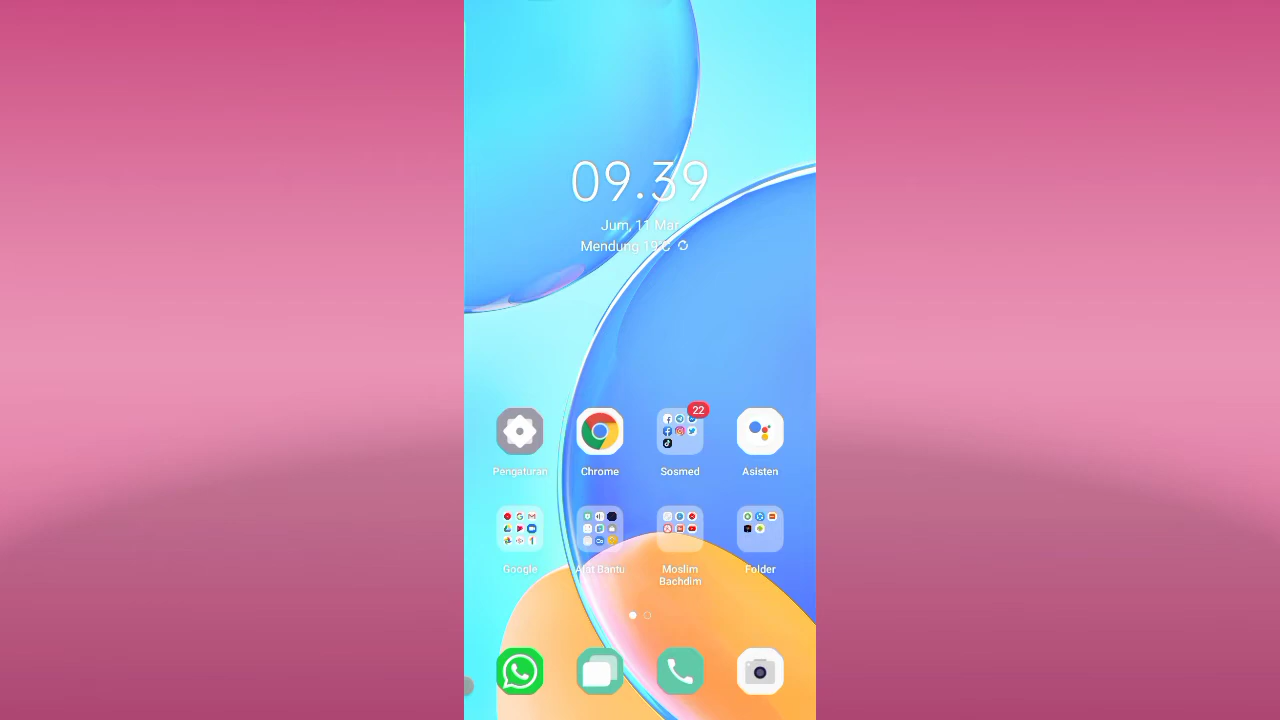 09.39
Jum, 11 Mar
Mendung 19°C
22
Pengaturan
Chrome
Sosmed
Asisten
Google
Alat Bantu
Moslim
Bachdim
Folder